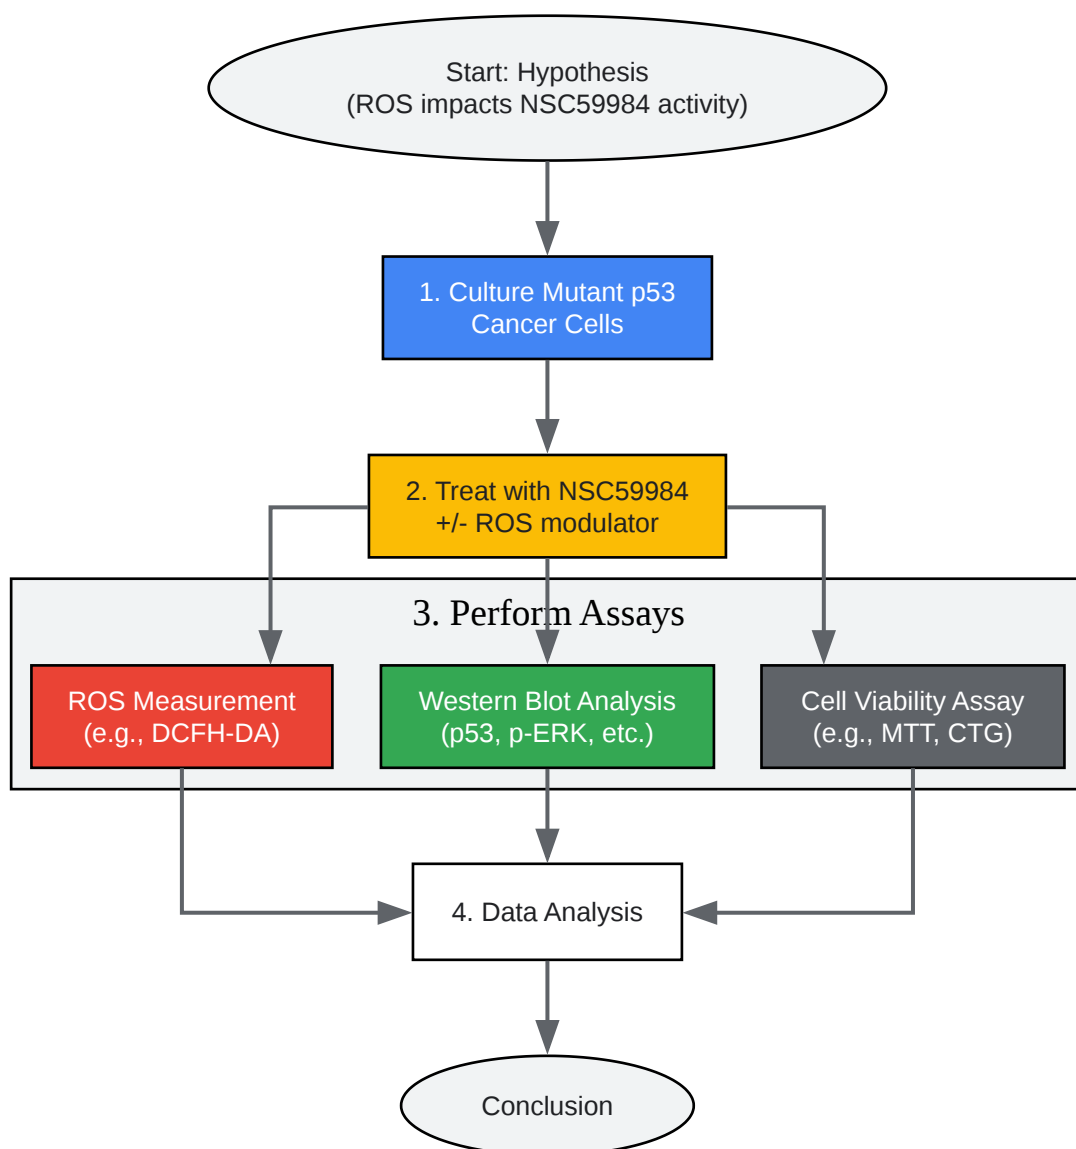 Start: Hypothesis
(ROS impacts NSC59984 activity)
1. Culture Mutant p53
Cancer Cells
2. Treat with NSC59984
+/- ROS modulator
3. Perform Assays
ROS Measurement
(e.g., DCFH-DA)
Western Blot Analysis
(p53, p-ERK, etc.)
Cell Viability Assay
(e.g., MTT, CTG)
4. Data Analysis
Conclusion